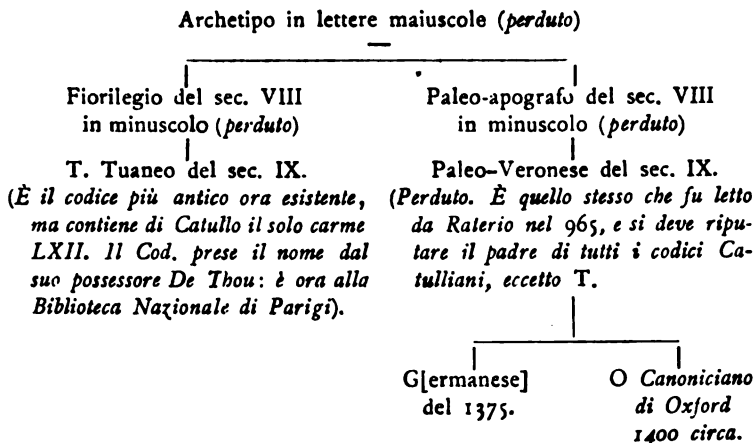 Archetipo in lettere maiuscole (perduto)
Fiorilegio del sec. VIII
in minuscolo (perduto)
Paleo-apografo del sec. VIII
in minuscolo (perduto)
T. Tuaneo del sec. IX.
(È il codice più antico ora esistente,
ma contiene di Catullo il solo carme
LXII. Il Cod. prese il nome dal
suo possessore De Thou: è ora alla
Biblioteca Nazionale di Parigi).
Paleo-Veronese del sec. IX.
(Perduto. È quello stesso che fu letto
da Raterio nel 965, e si deve ripu-
tare il padre di tutti i codici Ca-
tulliani, eccetto T.
G[ermanese]
del 1375.
O Canoniciano
di Oxford
1400 circa.